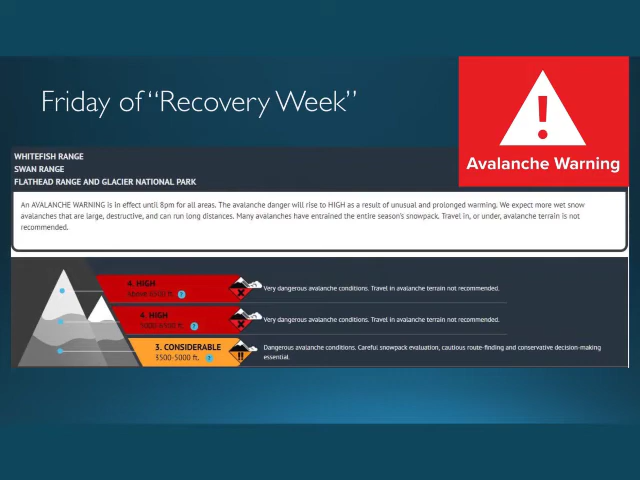 Friday of “Recovery Week”
!
Avalanche Warning
WHITEFISH RANGE
SWAN RANGE
FLATHEAD RANGE AND GLACIER NATIONAL PARK
An AVALANCHE WARNING is in effect until 8pm for all areas. The avalanche danger will rise to HIGH as a result of unusual and prolonged warming. We expect more wet snow
avalanches that are large, destructive, and can run long distances. Many avalanches have entrained the entire season's snowpack. Travel in, or under, avalanche terrain is not
recommended.
4. HIGH
Above 6500 ft.
Very dangerous avalanche conditions. Travel in avalanche terrain not recommended.
4. HIGH
5000-6500 ft.
Very dangerous avalanche conditions. Travel in avalanche terrain not recommended.
3. CONSIDERABLE
3500-5000 ft.
Dangerous avalanche conditions. Careful snowpack evaluation, cautious route-finding and conservative decision-making
essential.